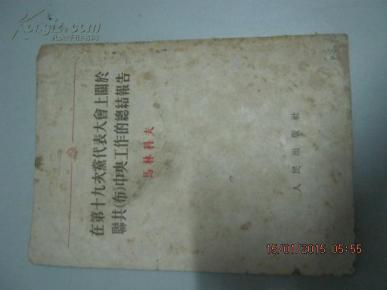 在第十九次黨代表大會上關於
聯共(布)中央工作的總結報告
馬林科夫
人民出版社
15/01/2015 05:55